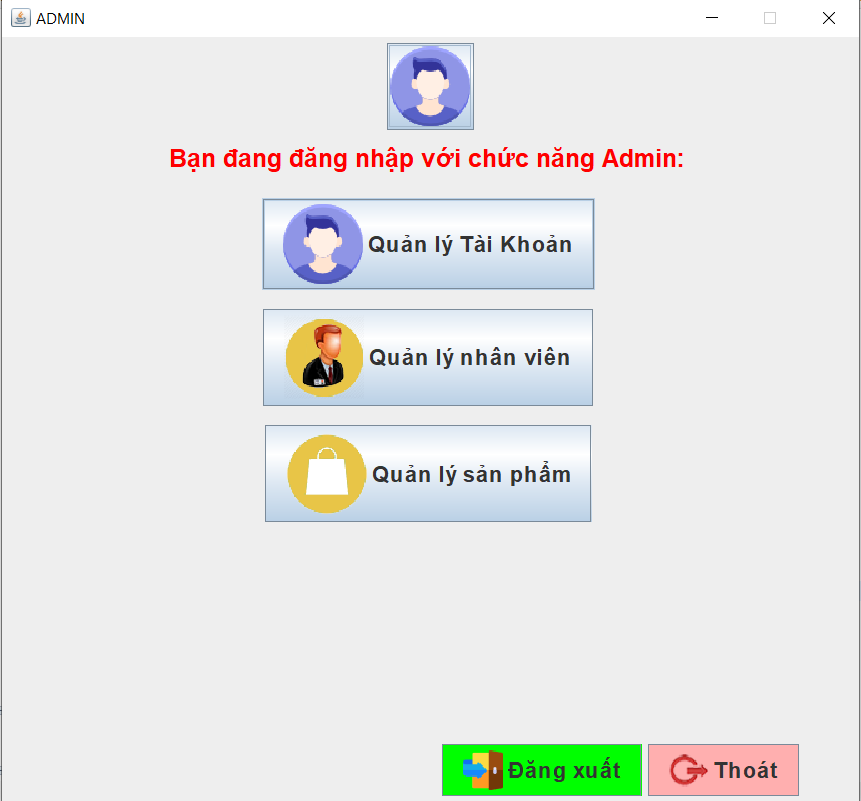 ADMIN
Bạn đang đăng nhập với chức năng Admin:
Quản lý Tài Khoản
Quản lý nhân viên
Quản lý sản phẩm
Đăng xuất
Thoát